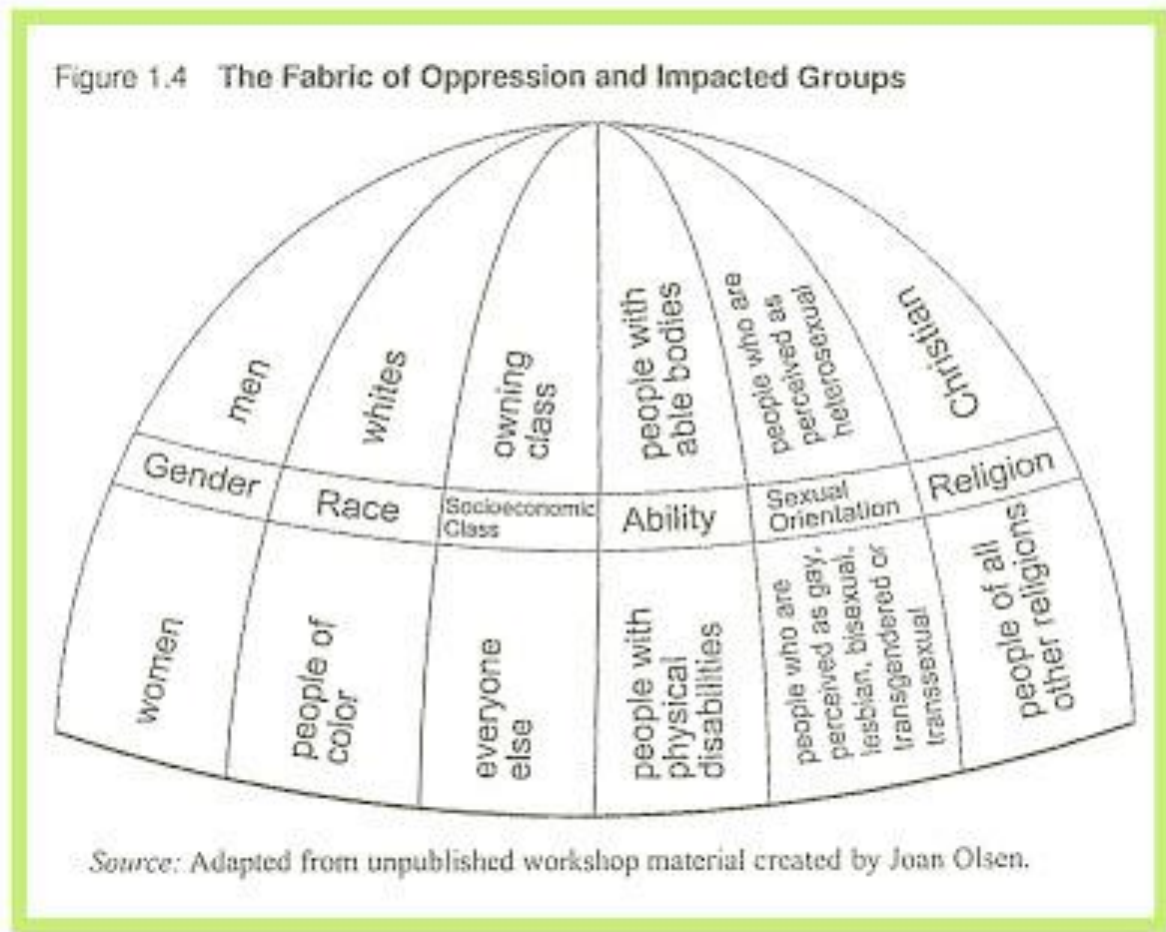 Figure 1.4 The Fabric of Oppression and Impacted Groups
men
whites
owning
class
people with
able bodies
people who are
perceived as
heterosexual
Christian
Gender
Race
Socioeconomic
Class
Ability
Sexual
Orientation
Religion
women
people of
color
everyone
else
people with
physical
disabilities
people who are
perceived as gay,
lesbian, bisexual,
transgendered or
transsexual
people of all
other religions
Source: Adapted from unpublished workshop material created by Joan Olsen.